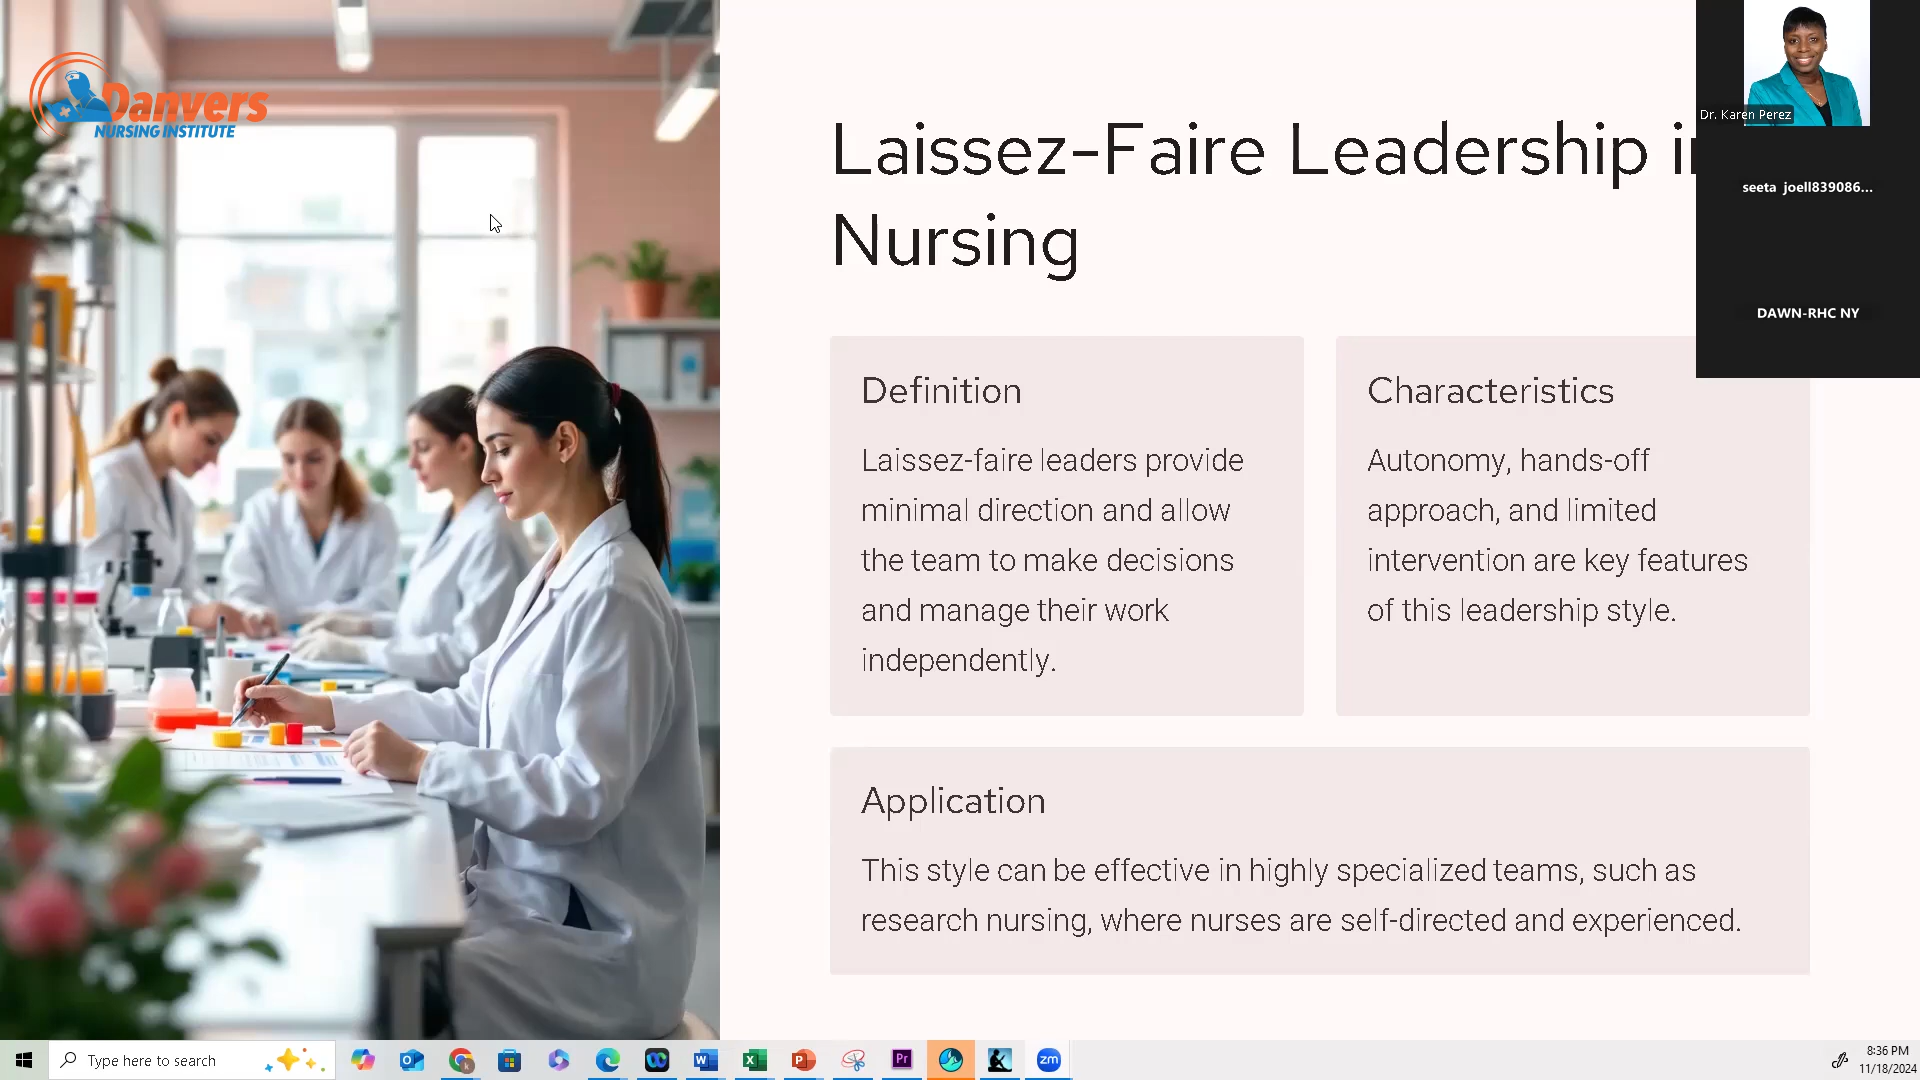 Danvers
NURSING INSTITUTE
Laissez-Faire Leadership in
Nursing
Dr. Karen Perez
seeta joell839086...
DAWN-RHC NY
Definition
Laissez-faire leaders provide
minimal direction and allow
the team to make decisions
and manage their work
independently.
Characteristics
Autonomy, hands-off
approach, and limited
intervention are key features
of this leadership style.
Application
This style can be effective in highly specialized teams, such as
research nursing, where nurses are self-directed and experienced.
Type here to search
Pr
zm
8:36 PM
11/18/2024